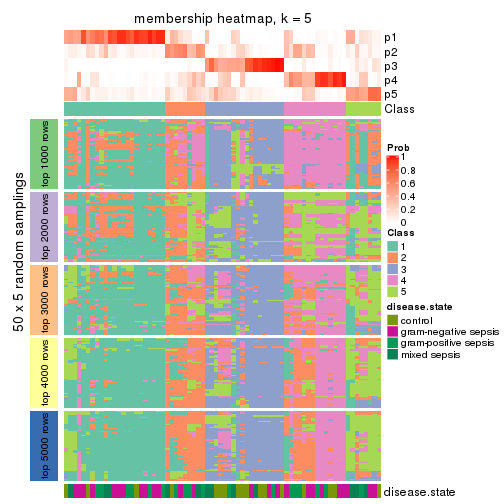 membership heatmap, k = 5
p1
p2
p3
p4
p5
Class
50 x 5 random samplings
top 1000 rows
top 2000 rows
top 3000 rows
top 4000 rows
top 5000 rows
Prob
1
0.8
0.6
0.4
0.2
0
Class
1
2
3
4
5
disease.state
control
gram-negative sepsis
gram-positive sepsis
mixed sepsis
disease.state